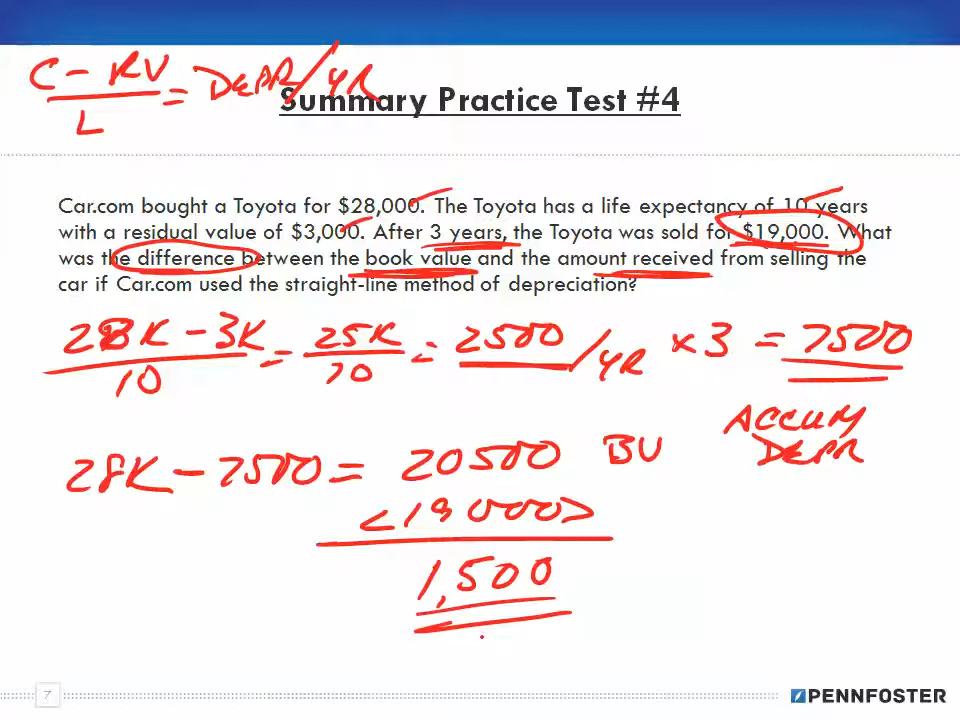 C - RV / L = DEPR/YR
Summary Practice Test #4
Car.com bought a Toyota for $28,000. The Toyota has a life expectancy of 10 years
with a residual value of $3,000. After 3 years, the Toyota was sold for $19,000. What
was the difference between the book value and the amount received from selling the
car if Car.com used the straight-line method of depreciation?
28K - 3K / 10 = 25K / 10 = 2500 /YR × 3 = 7500
ACCUM
DEPR
28K - 7500 = 20500 BV
<19000>
1,500
7
PENNFOSTER